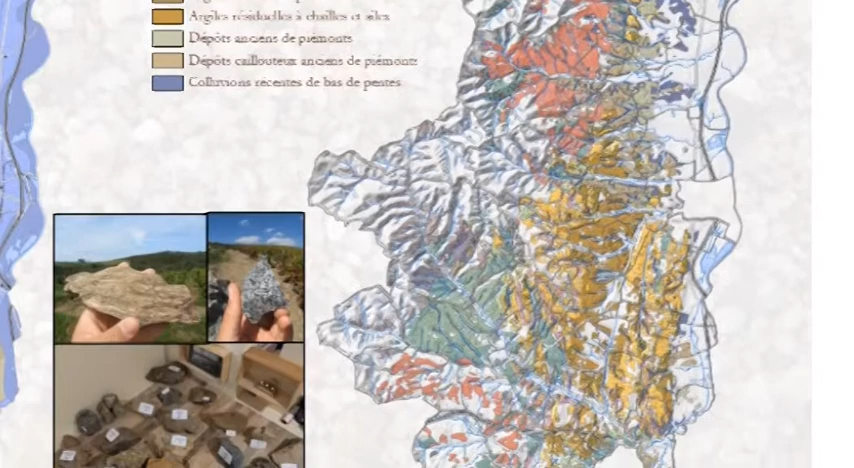 Argiles résiduelles à chailles et silex
Dépôts anciens de piémonts
Dépôts caillouteux anciens de piémonts
Colluvions récentes de bas de pentes